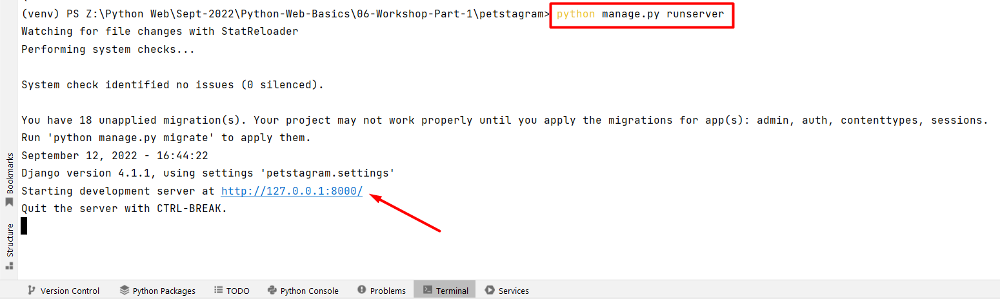 (venv) PS Z:\Python Web\Sept-2022\Python-Web-Basics\06-Workshop-Part-1\petstagram> python manage.py runserver
Watching for file changes with StatReloader
Performing system checks...
System check identified no issues (0 silenced).
You have 18 unapplied migration(s). Your project may not work properly until you apply the migrations for app(s): admin, auth, contenttypes, sessions.
Run 'python manage.py migrate' to apply them.
September 12, 2022 - 16:44:22
Django version 4.1.1, using settings 'petstagram.settings'
Starting development server at http://127.0.0.1:8000/
Quit the server with CTRL-BREAK.
Bookmarks
Structure
Version Control Python Packages TODO Python Console Problems Terminal Services